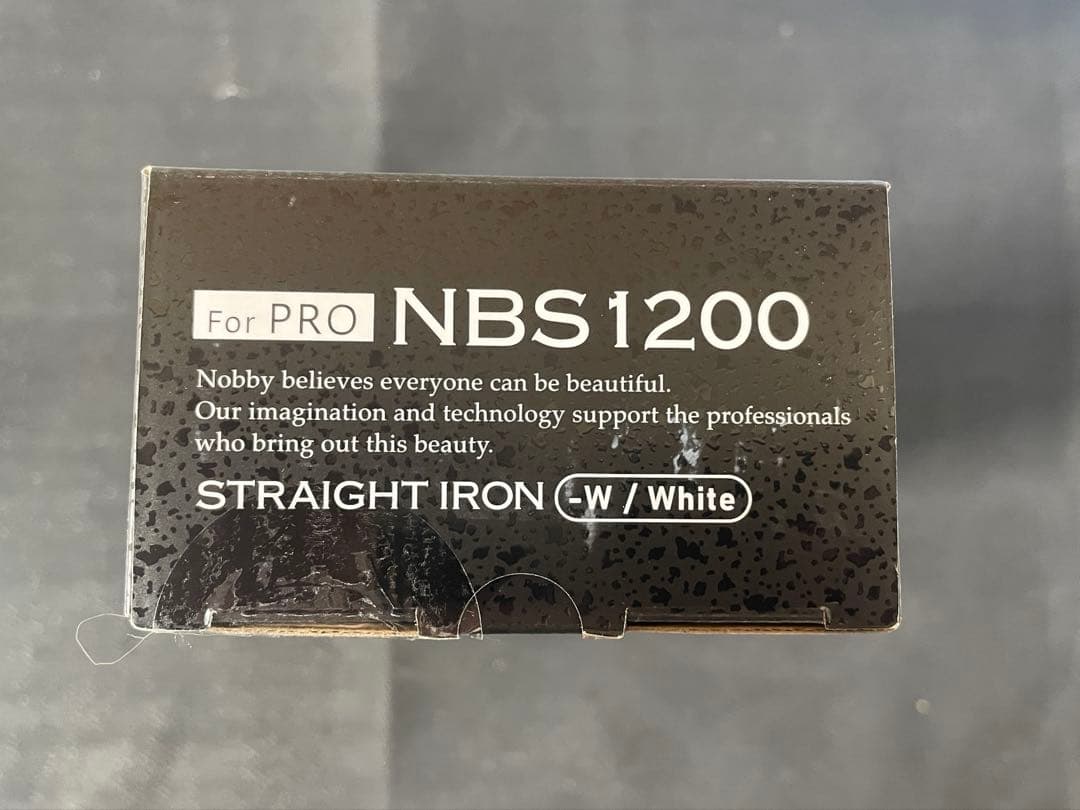 For PRO NBS1200
Nobby believes everyone can be beautiful.
Our imagination and technology support the professionals
who bring out this beauty.
STRAIGHT IRON -W / White